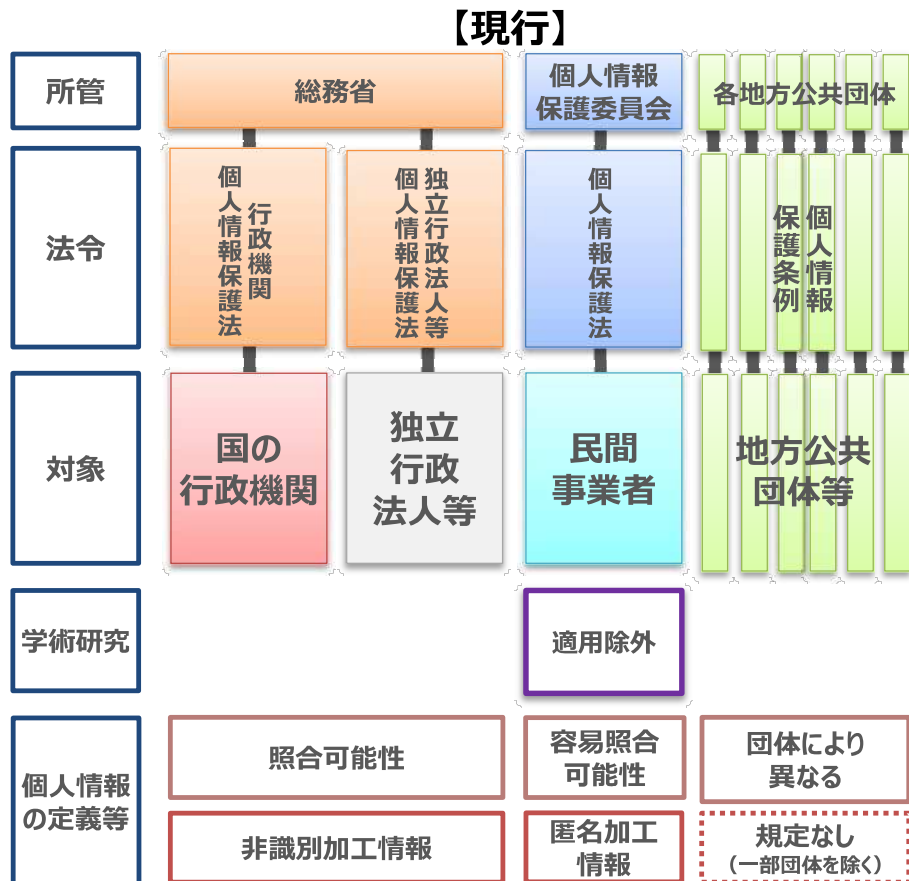 【現行】
所管
総務省
個人情報
保護委員会
各地方公共団体
法令
行政機関
個人情報保護法
独立行政法人等
個人情報保護法
個人情報保護法
個人情報
保護条例
対象
国の
行政機関
独立
行政
法人等
民間
事業者
地方公共
団体等
学術研究
適用除外
個人情報
の定義等
照合可能性
容易照合
可能性
団体により
異なる
非識別加工情報
匿名加工
情報
規定なし
（一部団体を除く）